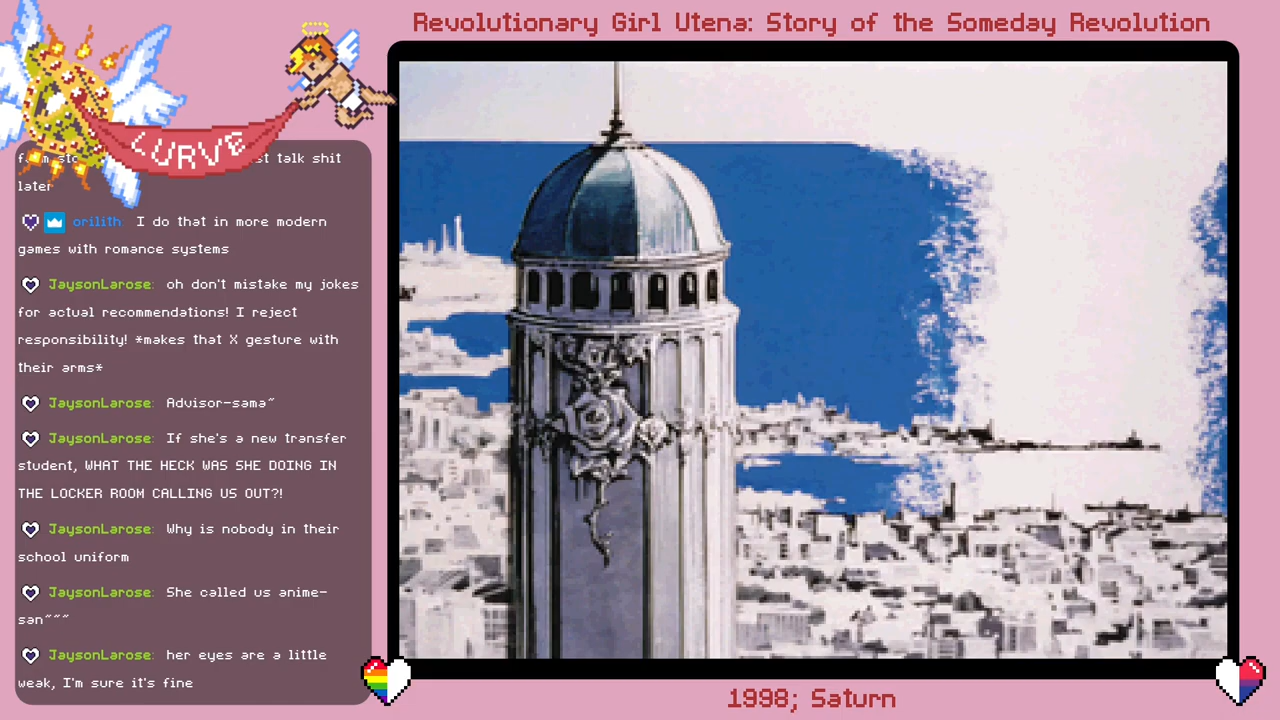 Revolutionary Girl Utena: Story of the Someday Revolution
LURVE
talk shit
later
orilith: I do that in more modern
games with romance systems
JaysonLarose: oh don't mistake my jokes
for actual recommendations! I reject
responsibility! *makes that X gesture with
their arms*
JaysonLarose: Advisor-sama~
JaysonLarose: If she's a new transfer
student, WHAT THE HECK WAS SHE DOING IN
THE LOCKER ROOM CALLING US OUT?!
JaysonLarose: Why is nobody in their
school uniform
JaysonLarose: She called us anime-
san~~~
JaysonLarose: her eyes are a little
weak, I'm sure it's fine
1998; Saturn